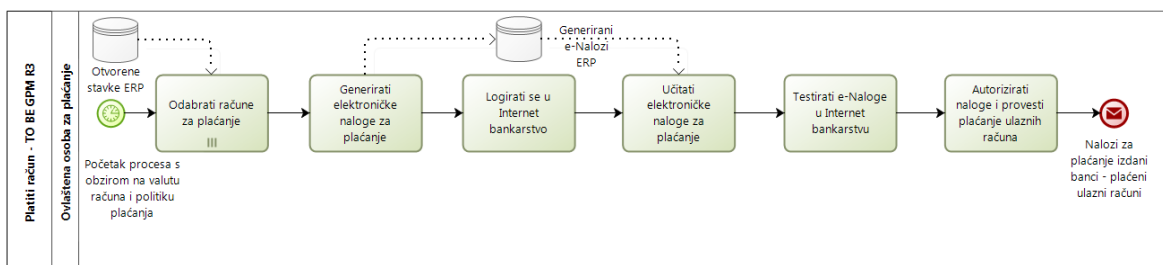 Platiti račun - TO BE GPM R3
Ovlaštena osoba za plaćanje
Otvorene
stavke ERP
Početak procesa s
obzirom na valutu
računa i politiku
plaćanja
Odabrati račune
za plaćanje
Generirati
elektroničke
naloge za
plaćanje
Generirani
e-Nalozi
ERP
Logirati se u
Internet
bankarstvo
Učitati
elektroničke
naloge za
plaćanje
Testirati e-Naloge
u Internet
bankarstvu
Autorizirati
naloge i provesti
plaćanje ulaznih
računa
Nalozi za
plaćanje izdani
banci - plaćeni
ulazni računi